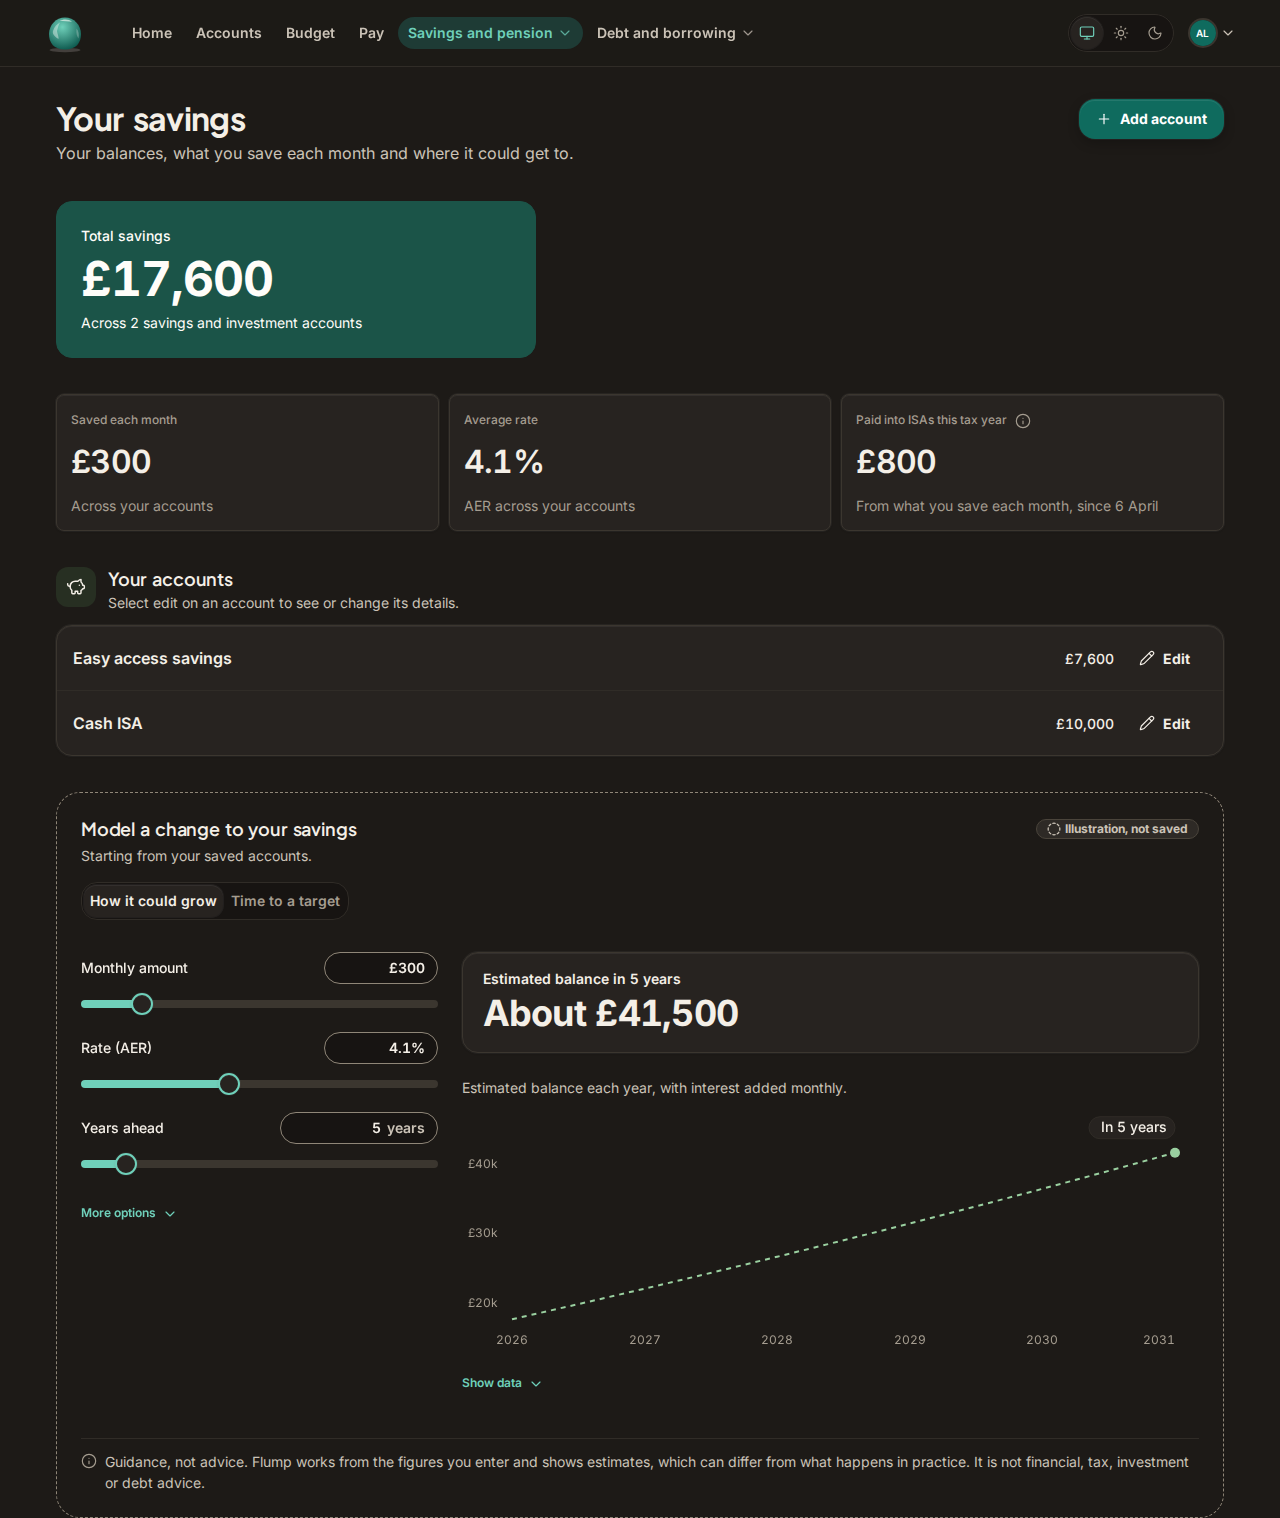 Home
Accounts
Budget
Pay
Savings and pension
Debt and borrowing
AL
Your savings
Your balances, what you save each month and where it could get to.
Add account
Total savings
£17,600
Across 2 savings and investment accounts
Saved each month
£300
Across your accounts
Average rate
4.1%
AER across your accounts
Paid into ISAs this tax year
£800
From what you save each month, since 6 April
Your accounts
Select edit on an account to see or change its details.
Easy access savings
£7,600
Edit
Cash ISA
£10,000
Edit
Model a change to your savings
Illustration, not saved
Starting from your saved accounts.
How it could grow
Time to a target
Monthly amount
£300
Rate (AER)
4.1%
Years ahead
5 years
More options
Estimated balance in 5 years
About £41,500
Estimated balance each year, with interest added monthly.
In 5 years
£40k
£30k
£20k
2026
2027
2028
2029
2030
2031
Show data
Guidance, not advice. Flump works from the figures you enter and shows estimates, which can differ from what happens in practice. It is not financial, tax, investment
or debt advice.